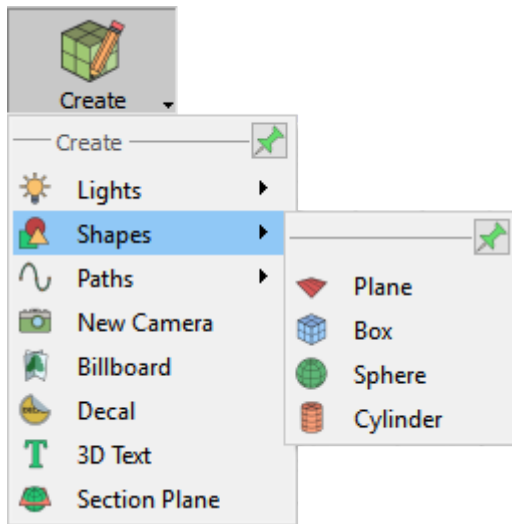 Create
Create
Lights
Shapes
Paths
New Camera
Billboard
Decal
3D Text
Section Plane
Plane
Box
Sphere
Cylinder